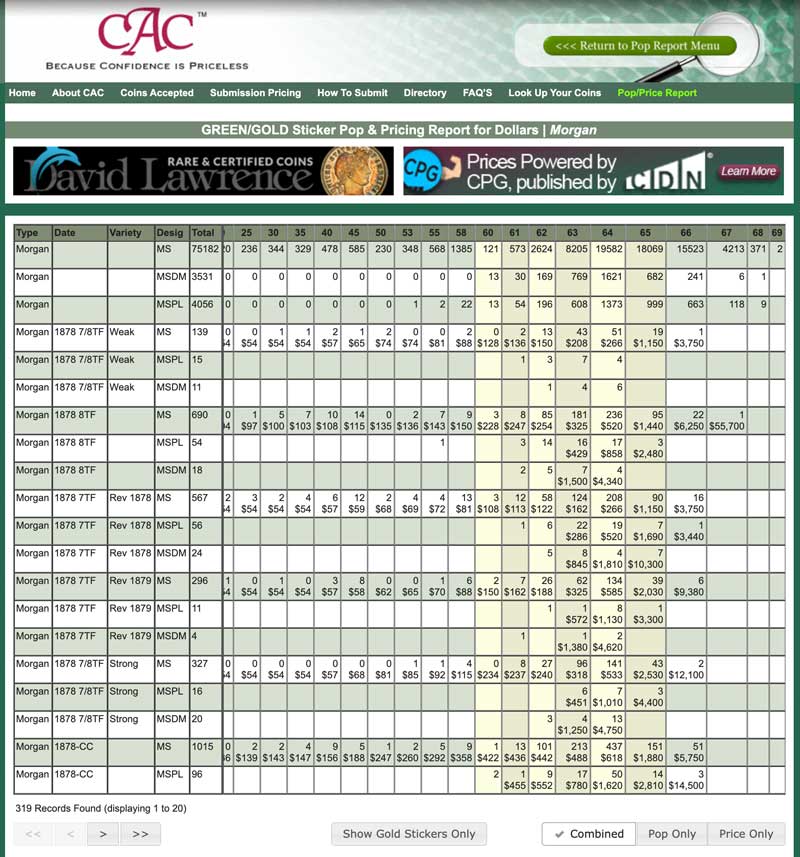 CAC™
BECAUSE CONFIDENCE IS PRICELESS
<<< Return to Pop Report Menu
Home About CAC Coins Accepted Submission Pricing How To Submit Directory FAQ'S Look Up Your Coins Pop/Price Report
GREEN/GOLD Sticker Pop & Pricing Report for Dollars | Morgan
RARE & CERTIFIED COINS
David Lawrence
CPG
Prices Powered by
CPG, published by
CDN®
Learn More
Type Date Variety Desig Total 25 30 35 40 45 50 53 55 58 60 61 62 63 64 65 66 67 68 69
Morgan MS 75182 236 344 329 478 585 230 348 568 1385 121 573 2624 8205 19582 18069 15523 4213 371 2
Morgan MSDM 3531 0 0 0 0 0 0 0 0 0 0 13 30 169 769 1621 682 241 6 1
Morgan MSPL 4056 0 0 0 0 0 0 0 1 2 22 13 54 196 608 1373 999 663 118 9
Morgan 1878 7/8TF Weak MS 139 0 0 1 1 2 1 2 0 0 2 0 2 13 43 51 19 1
$54 $54 $54 $57 $65 $74 $74 $81 $88 $128 $136 $150 $208 $266 $1,150 $3,750
Morgan 1878 7/8TF Weak MSPL 15 1 3 7 4
Morgan 1878 7/8TF Weak MSDM 11 1 4 6
Morgan 1878 8TF MS 690 0 1 5 7 10 14 0 2 7 9 3 8 85 181 236 95 22 1
$97 $100 $103 $108 $115 $135 $136 $143 $150 $228 $247 $254 $325 $520 $1,440 $6,250 $55,700
Morgan 1878 8TF MSPL 54 1 3 14 16 17 3
$429 $858 $2,480
Morgan 1878 8TF MSDM 18 2 5 7 4
$1,500 $4,340
Morgan 1878 7TF Rev 1878 MS 567 2 3 2 4 6 12 2 4 4 13 3 12 58 124 208 90 16
$54 $54 $54 $57 $59 $68 $69 $72 $81 $108 $113 $122 $162 $266 $1,150 $3,750
Morgan 1878 7TF Rev 1878 MSPL 56 1 6 22 19 7 1
$286 $520 $1,690 $3,440
Morgan 1878 7TF Rev 1878 MSDM 24 5 8 4 7
$845 $1,810 $10,300
Morgan 1878 7TF Rev 1879 MS 296 1 0 1 0 3 8 0 0 1 6 2 7 26 62 134 39 6
$54 $54 $54 $57 $58 $62 $65 $70 $88 $150 $162 $188 $325 $585 $2,030 $9,380
Morgan 1878 7TF Rev 1879 MSPL 11 1 1 8 1
$572 $1,130 $3,300
Morgan 1878 7TF Rev 1879 MSDM 4 1 1 2
$1,380 $4,620
Morgan 1878 7/8TF Strong MS 327 0 0 0 0 0 0 0 1 1 4 0 8 27 96 141 43 2
$54 $54 $54 $57 $68 $81 $85 $92 $115 $234 $237 $240 $318 $533 $2,530 $12,100
Morgan 1878 7/8TF Strong MSPL 16 6 7 3
$451 $1,010 $4,400
Morgan 1878 7/8TF Strong MSDM 20 3 4 13
$1,250 $4,750
Morgan 1878-CC MS 1015 0 2 2 4 9 5 1 2 5 9 1 13 101 213 437 151 51
$139 $143 $147 $156 $188 $247 $260 $292 $358 $422 $436 $442 $488 $618 $1,880 $5,750
Morgan 1878-CC MSPL 96 2 1 9 17 50 14 3
$455 $552 $780 $1,620 $2,810 $14,500
319 Records Found (displaying 1 to 20)
<< < > >> Show Gold Stickers Only ✔ Combined Pop Only Price Only